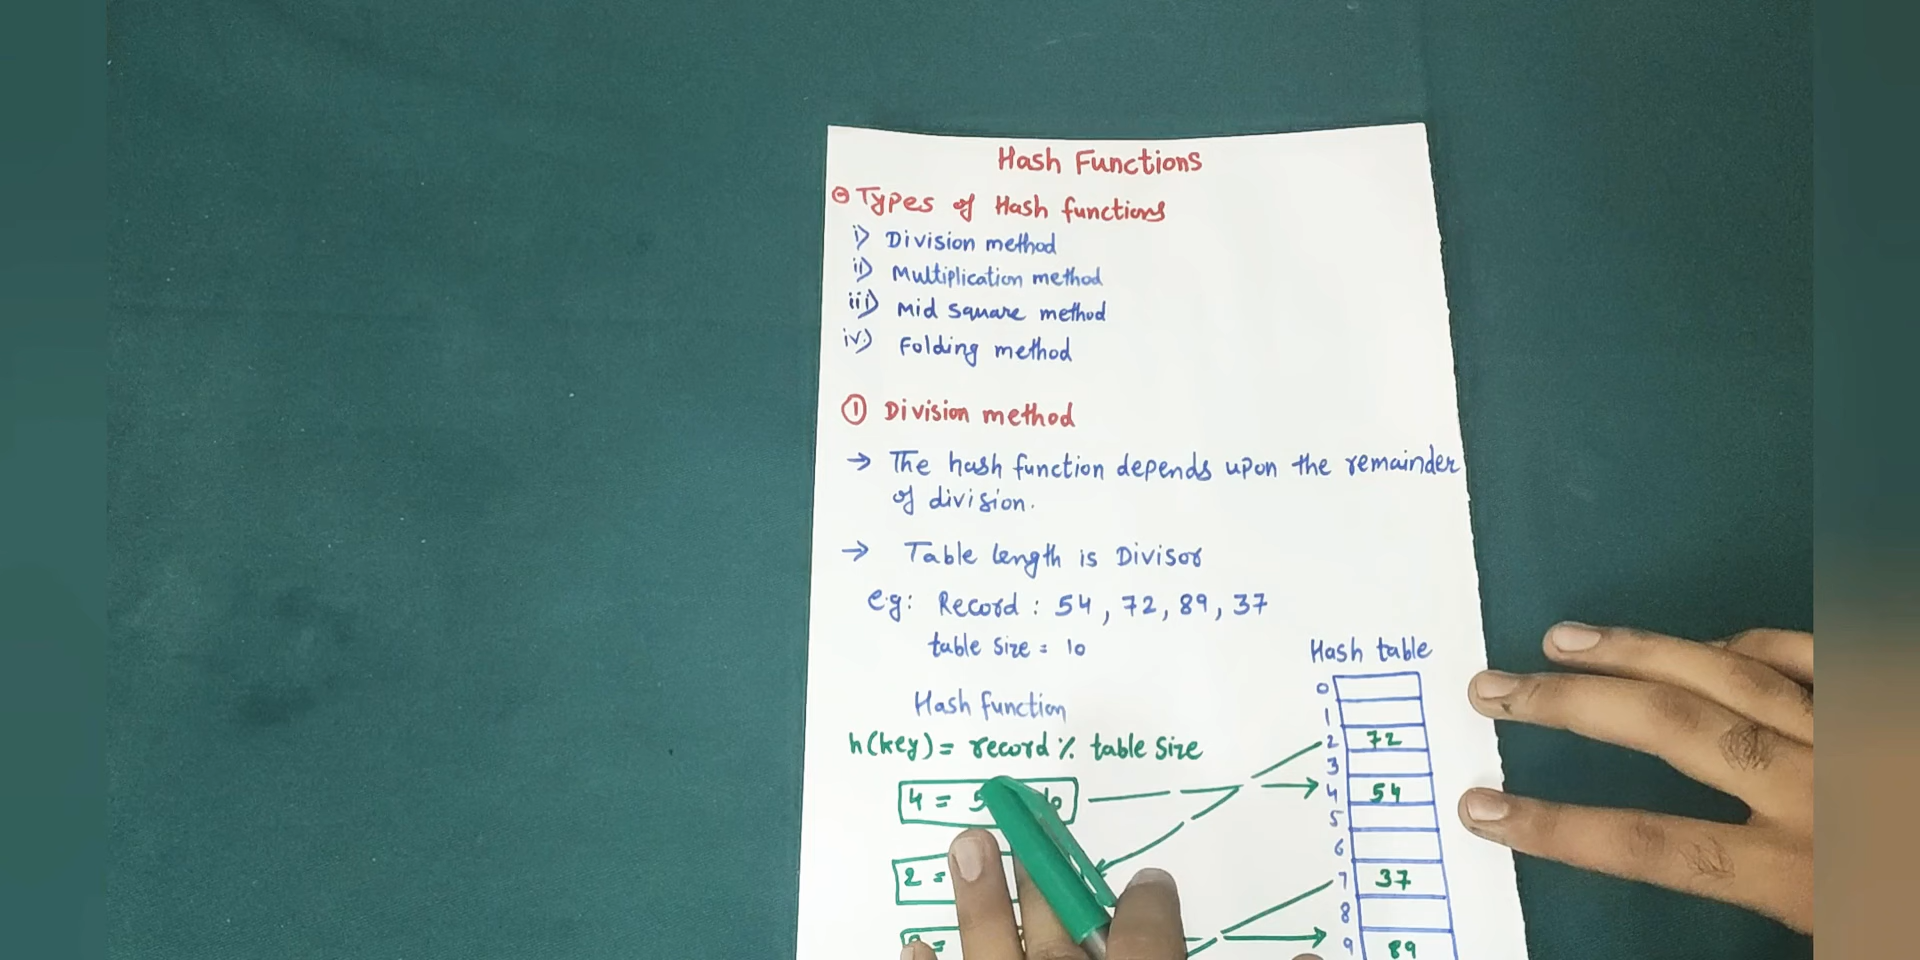 Hash Functions
Types of Hash functions
i) Division method
ii) Multiplication method
iii) Mid square method
iv.) Folding method
① Division method
→ The hash function depends upon the remainder
of division.
→ Table length is Divisor
e.g: Record : 54, 72, 89, 37
table size = 10
Hash table
Hash function
h(key) = record % table size
4 =
2 =
0
1
2 72
3
4 54
5
6
7 37
8
9 89